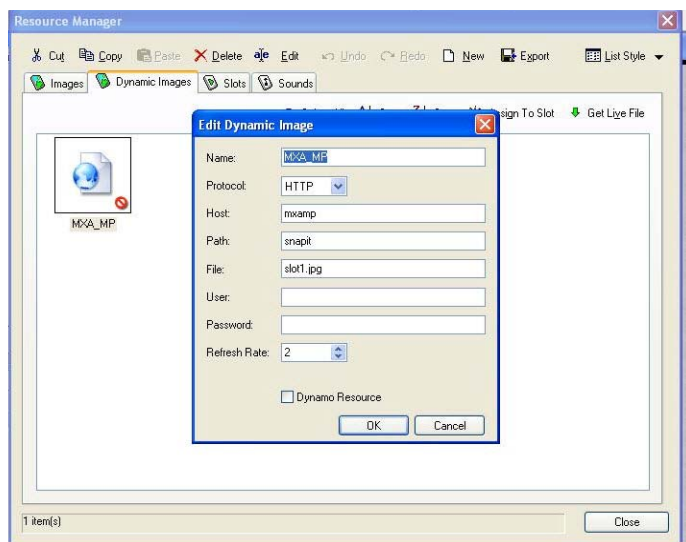 Resource Manager
Cut Copy Paste Delete Edit Undo Redo New Export List Style
Images Dynamic Images Slots Sounds
sign To Slot Get Live File
Edit Dynamic Image
Name: MXA_MP
Protocol: HTTP
Host: mxamp
Path: snapit
File: slot1.jpg
User:
Password:
Refresh Rate: 2
Dynamo Resource
OK Cancel
MXA_MP
1 item(s)
Close